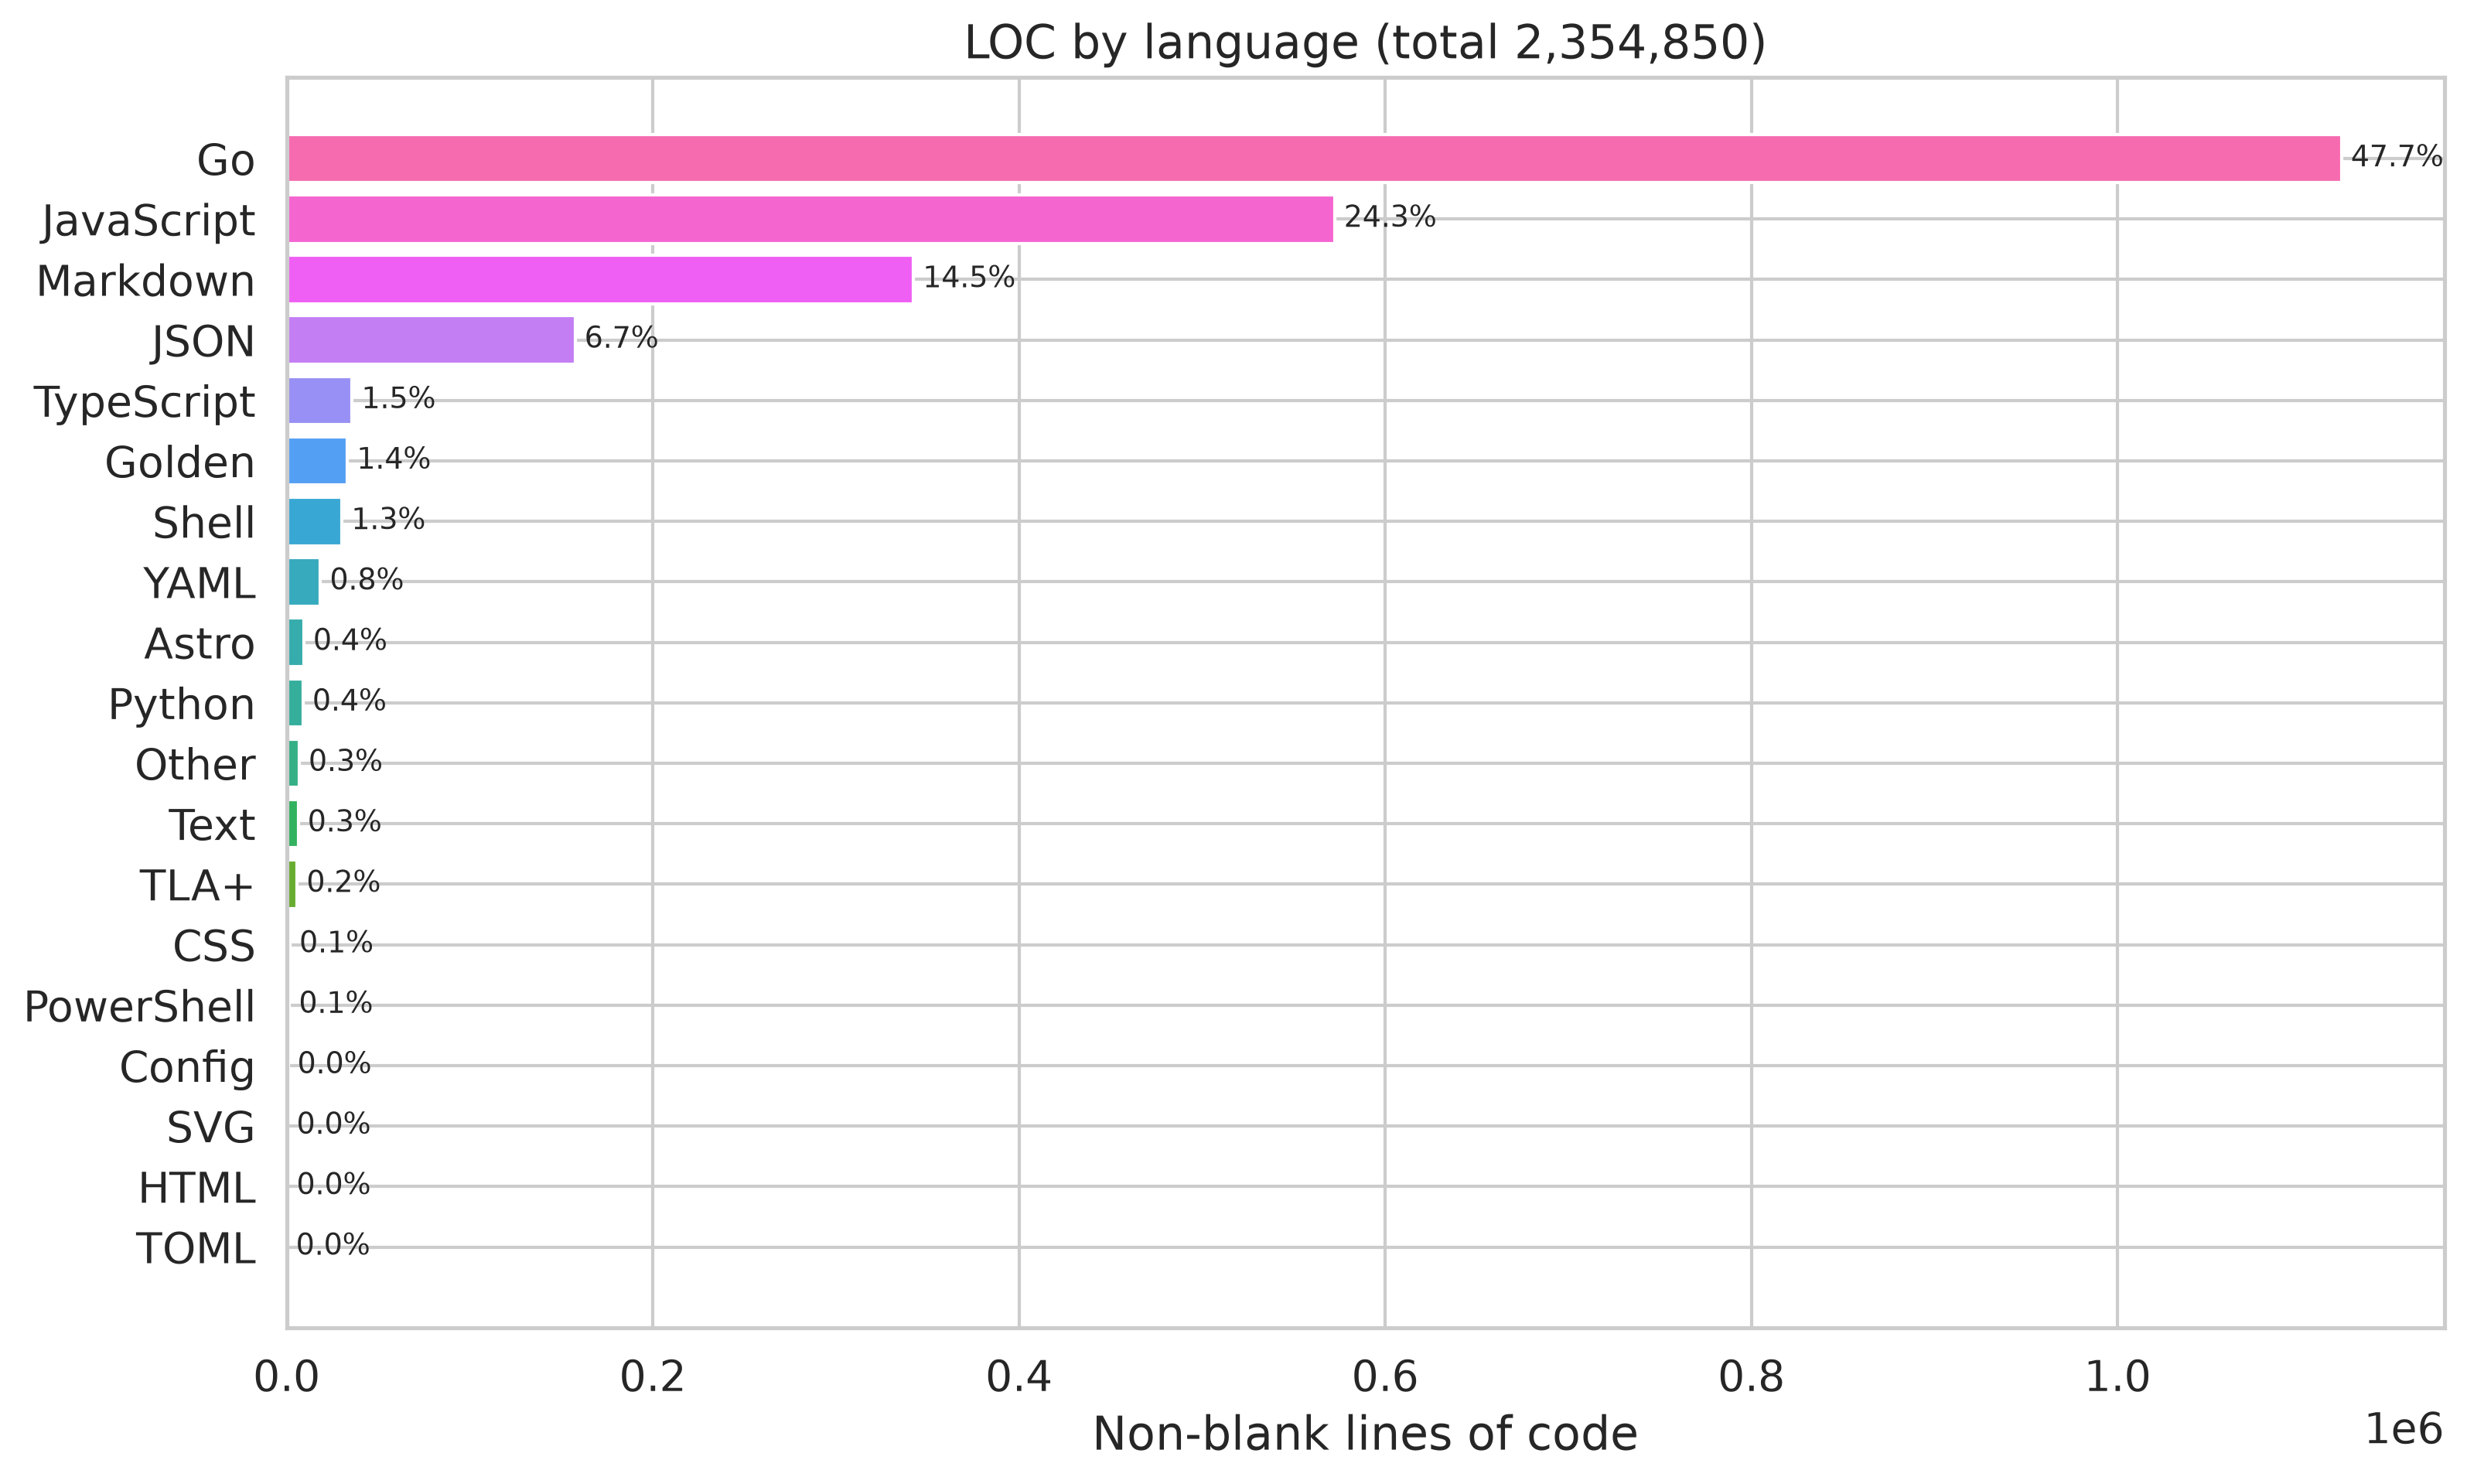 LOC by language (total 2,354,850)
Go 47.7%
JavaScript 24.3%
Markdown 14.5%
JSON 6.7%
TypeScript 1.5%
Golden 1.4%
Shell 1.3%
YAML 0.8%
Astro 0.4%
Python 0.4%
Other 0.3%
Text 0.3%
TLA+ 0.2%
CSS 0.1%
PowerShell 0.1%
Config 0.0%
SVG 0.0%
HTML 0.0%
TOML 0.0%
0.0 0.2 0.4 0.6 0.8 1.0
1e6
Non-blank lines of code